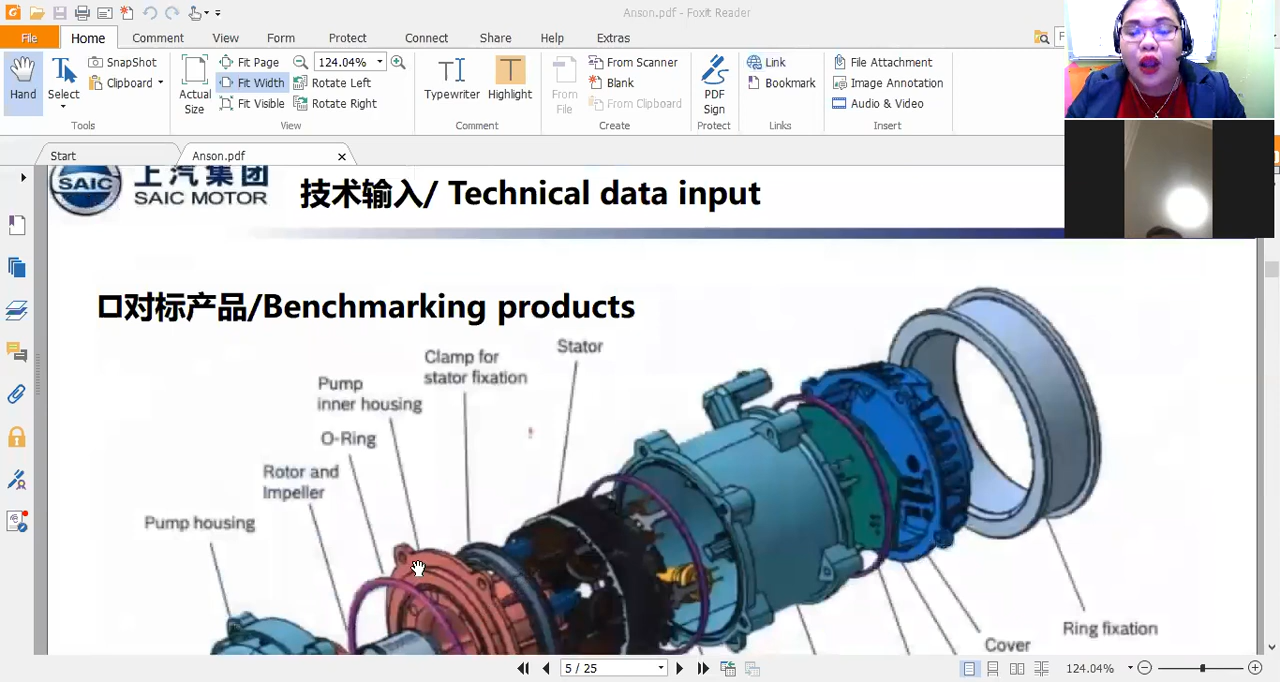 Anson.pdf - Foxit Reader
File Home Comment View Form Protect Connect Share Help Extras
Hand
Select
SnapShot
Clipboard
Tools
Actual
Size
Fit Page
Fit Width
Fit Visible
124.04%
Rotate Left
Rotate Right
View
Typewriter
Highlight
Comment
From
File
From Scanner
Blank
From Clipboard
Create
PDF
Sign
Protect
Link
Bookmark
Links
File Attachment
Image Annotation
Audio & Video
Insert
Start
Anson.pdf
SAIC
上汽集团
SAIC MOTOR
技术输入/ Technical data input
对标产品/Benchmarking products
Stator
Clamp for
stator fixation
Pump
inner housing
O-Ring
Rotor and
Impeller
Pump housing
Ring fixation
Cover
5 / 25
124.04%